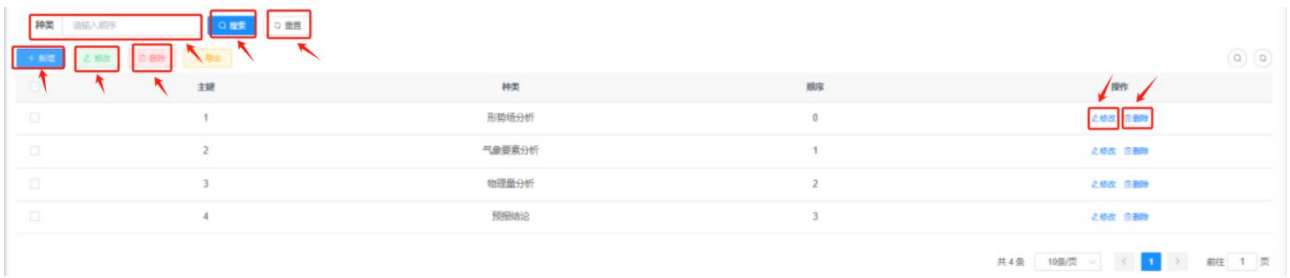 种类 请输入顺序 搜索 重置
+ 新增 修改 删除 导出
主键 种类 顺序 操作
1 形势场分析 0 修改 删除
2 气象要素分析 1 修改 删除
3 物理量分析 2 修改 删除
4 预报结论 3 修改 删除
共 4 条 10条/页 < 1 > 前往 1 页